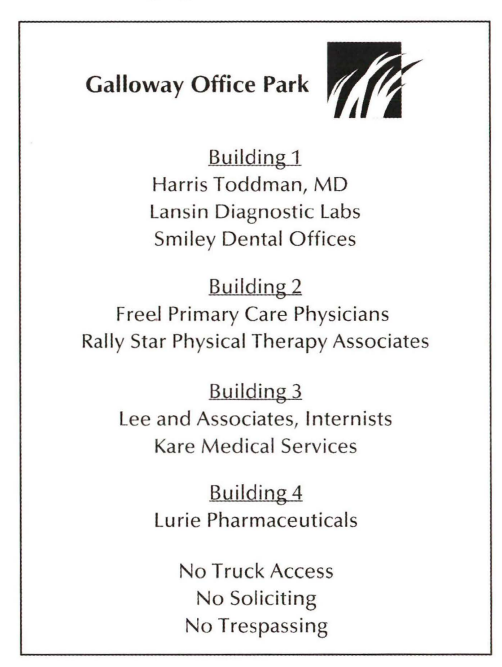 Galloway Office Park
Building 1
Harris Toddman, MD
Lansin Diagnostic Labs
Smiley Dental Offices
Building 2
Freel Primary Care Physicians
Rally Star Physical Therapy Associates
Building 3
Lee and Associates, Internists
Kare Medical Services
Building 4
Lurie Pharmaceuticals
No Truck Access
No Soliciting
No Trespassing